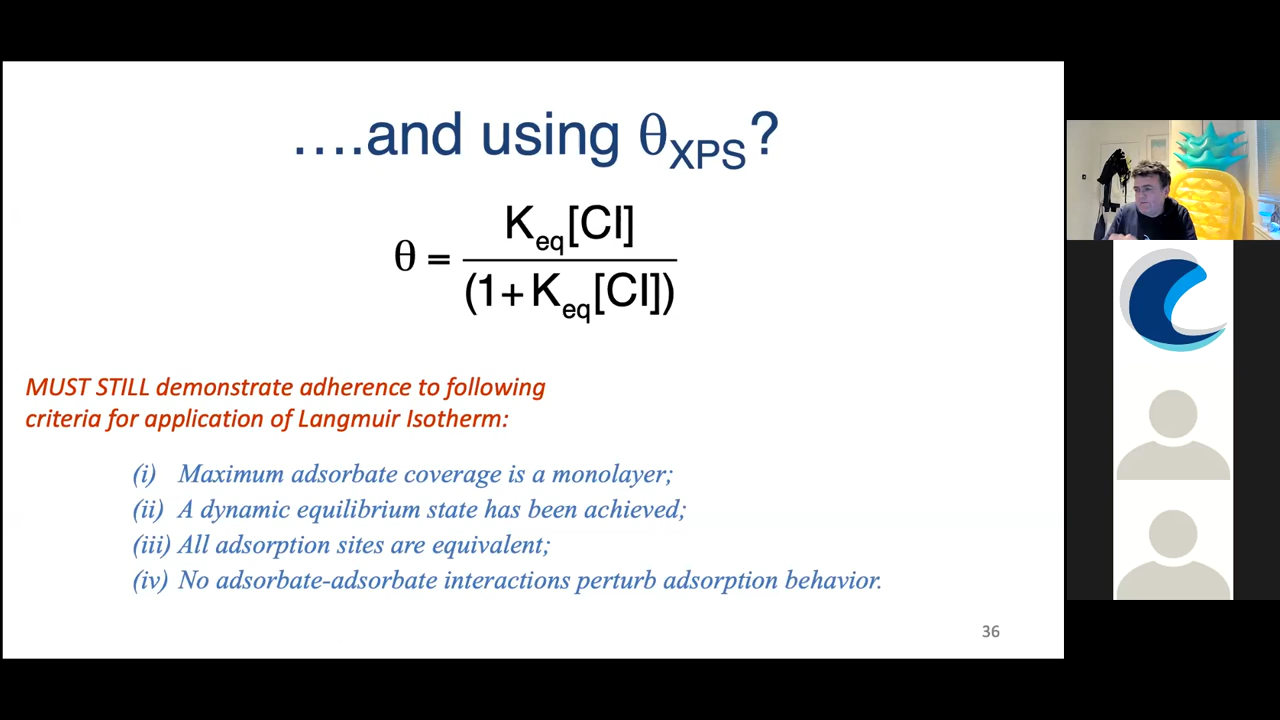 ….and using θXPS?
θ = Keq[CI] / (1+ Keq[CI])
MUST STILL demonstrate adherence to following
criteria for application of Langmuir Isotherm:
(i) Maximum adsorbate coverage is a monolayer;
(ii) A dynamic equilibrium state has been achieved;
(iii) All adsorption sites are equivalent;
(iv) No adsorbate-adsorbate interactions perturb adsorption behavior.
36